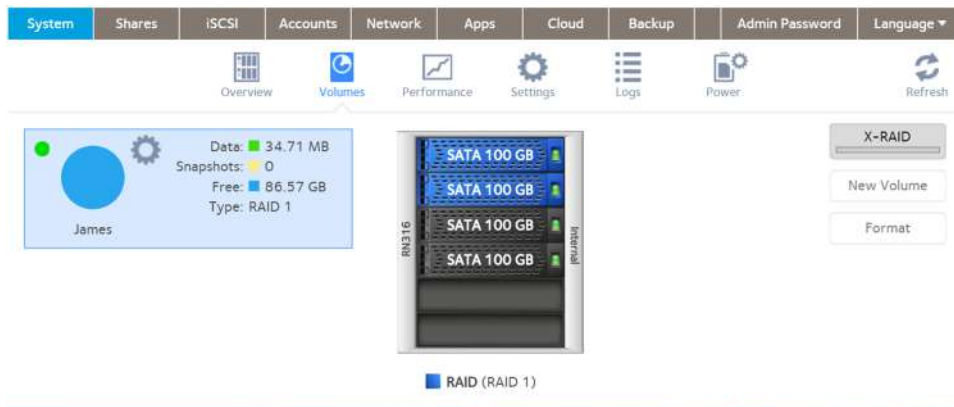 System Shares iSCSI Accounts Network Apps Cloud Backup Admin Password Language
Overview Volumes Performance Settings Logs Power Refresh
Data: 34.71 MB
Snapshots: 0
Free: 86.57 GB
Type: RAID 1
James
RN316
SATA 100 GB
SATA 100 GB
SATA 100 GB
SATA 100 GB
Internal
RAID (RAID 1)
X-RAID
New Volume
Format